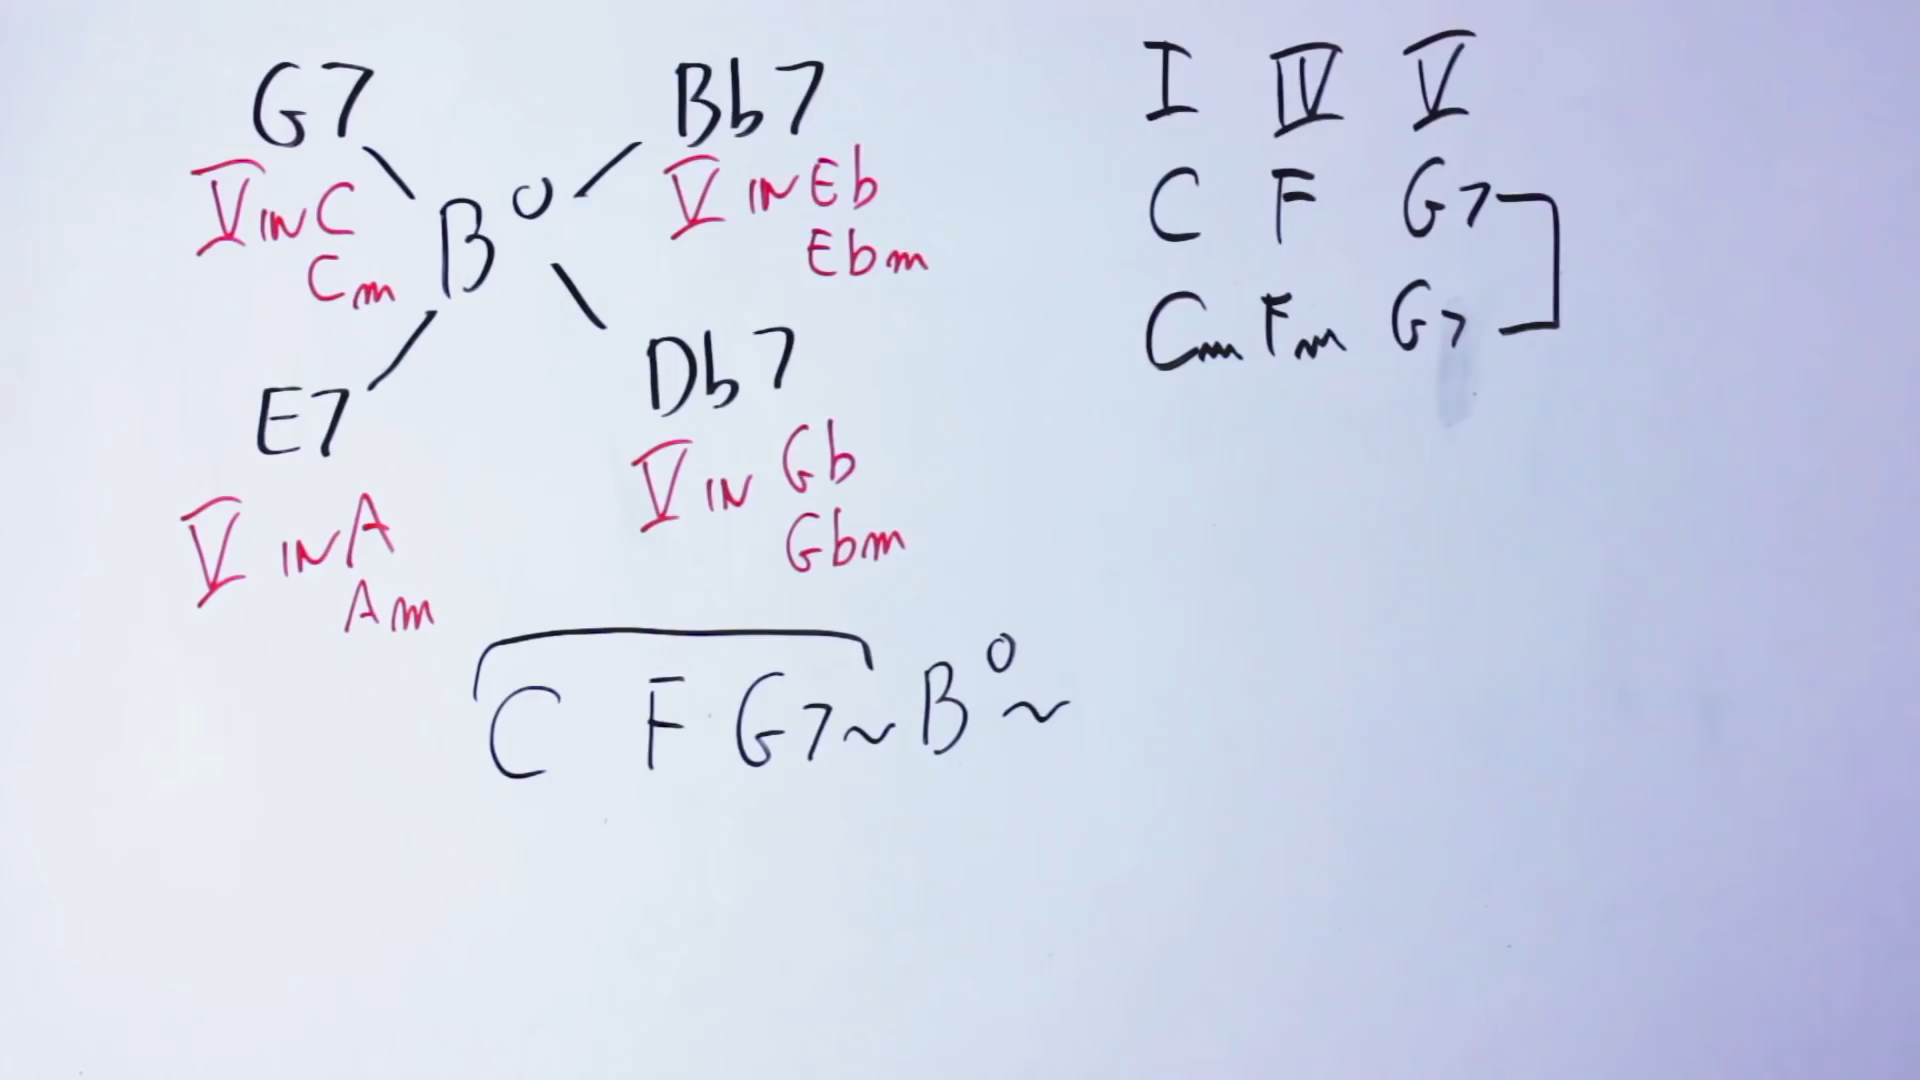 G7
V IN C
Cm
Bb7
V IN Eb
Ebm
B°
E7
V IN A
Am
Db7
V IN Gb
Gbm
I IV V
C F G7
Cm Fm G7
C F G7~B°~